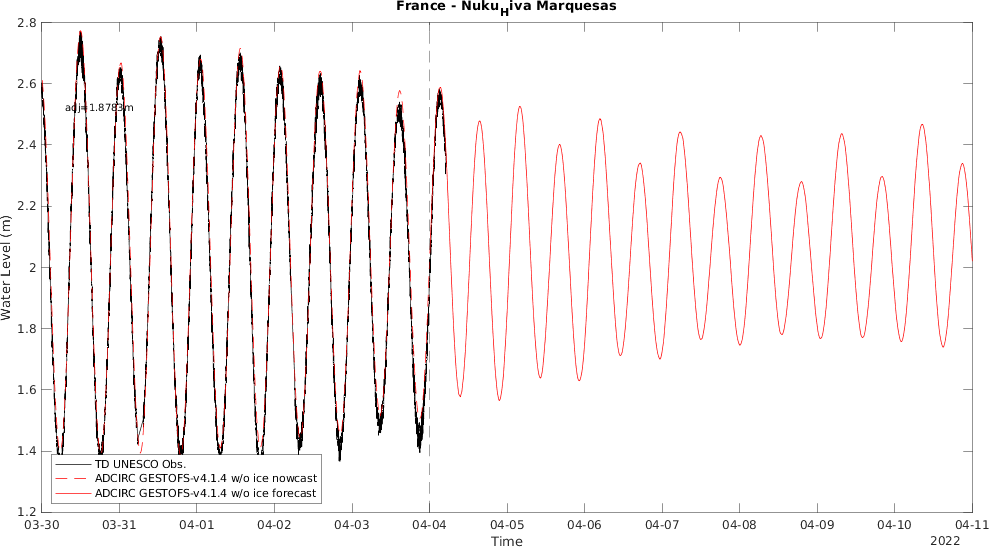 France - Nuku_Hiva Marquesas
2.8
2.6
adj=1.8783m
2.4
2.2
Water Level (m)
2
1.8
1.6
1.4
TD UNESCO Obs.
ADCIRC GESTOFS-v4.1.4 w/o ice nowcast
ADCIRC GESTOFS-v4.1.4 w/o ice forecast
1.2
03-30 03-31 04-01 04-02 04-03 04-04 04-05 04-06 04-07 04-08 04-09 04-10 04-11
Time
2022